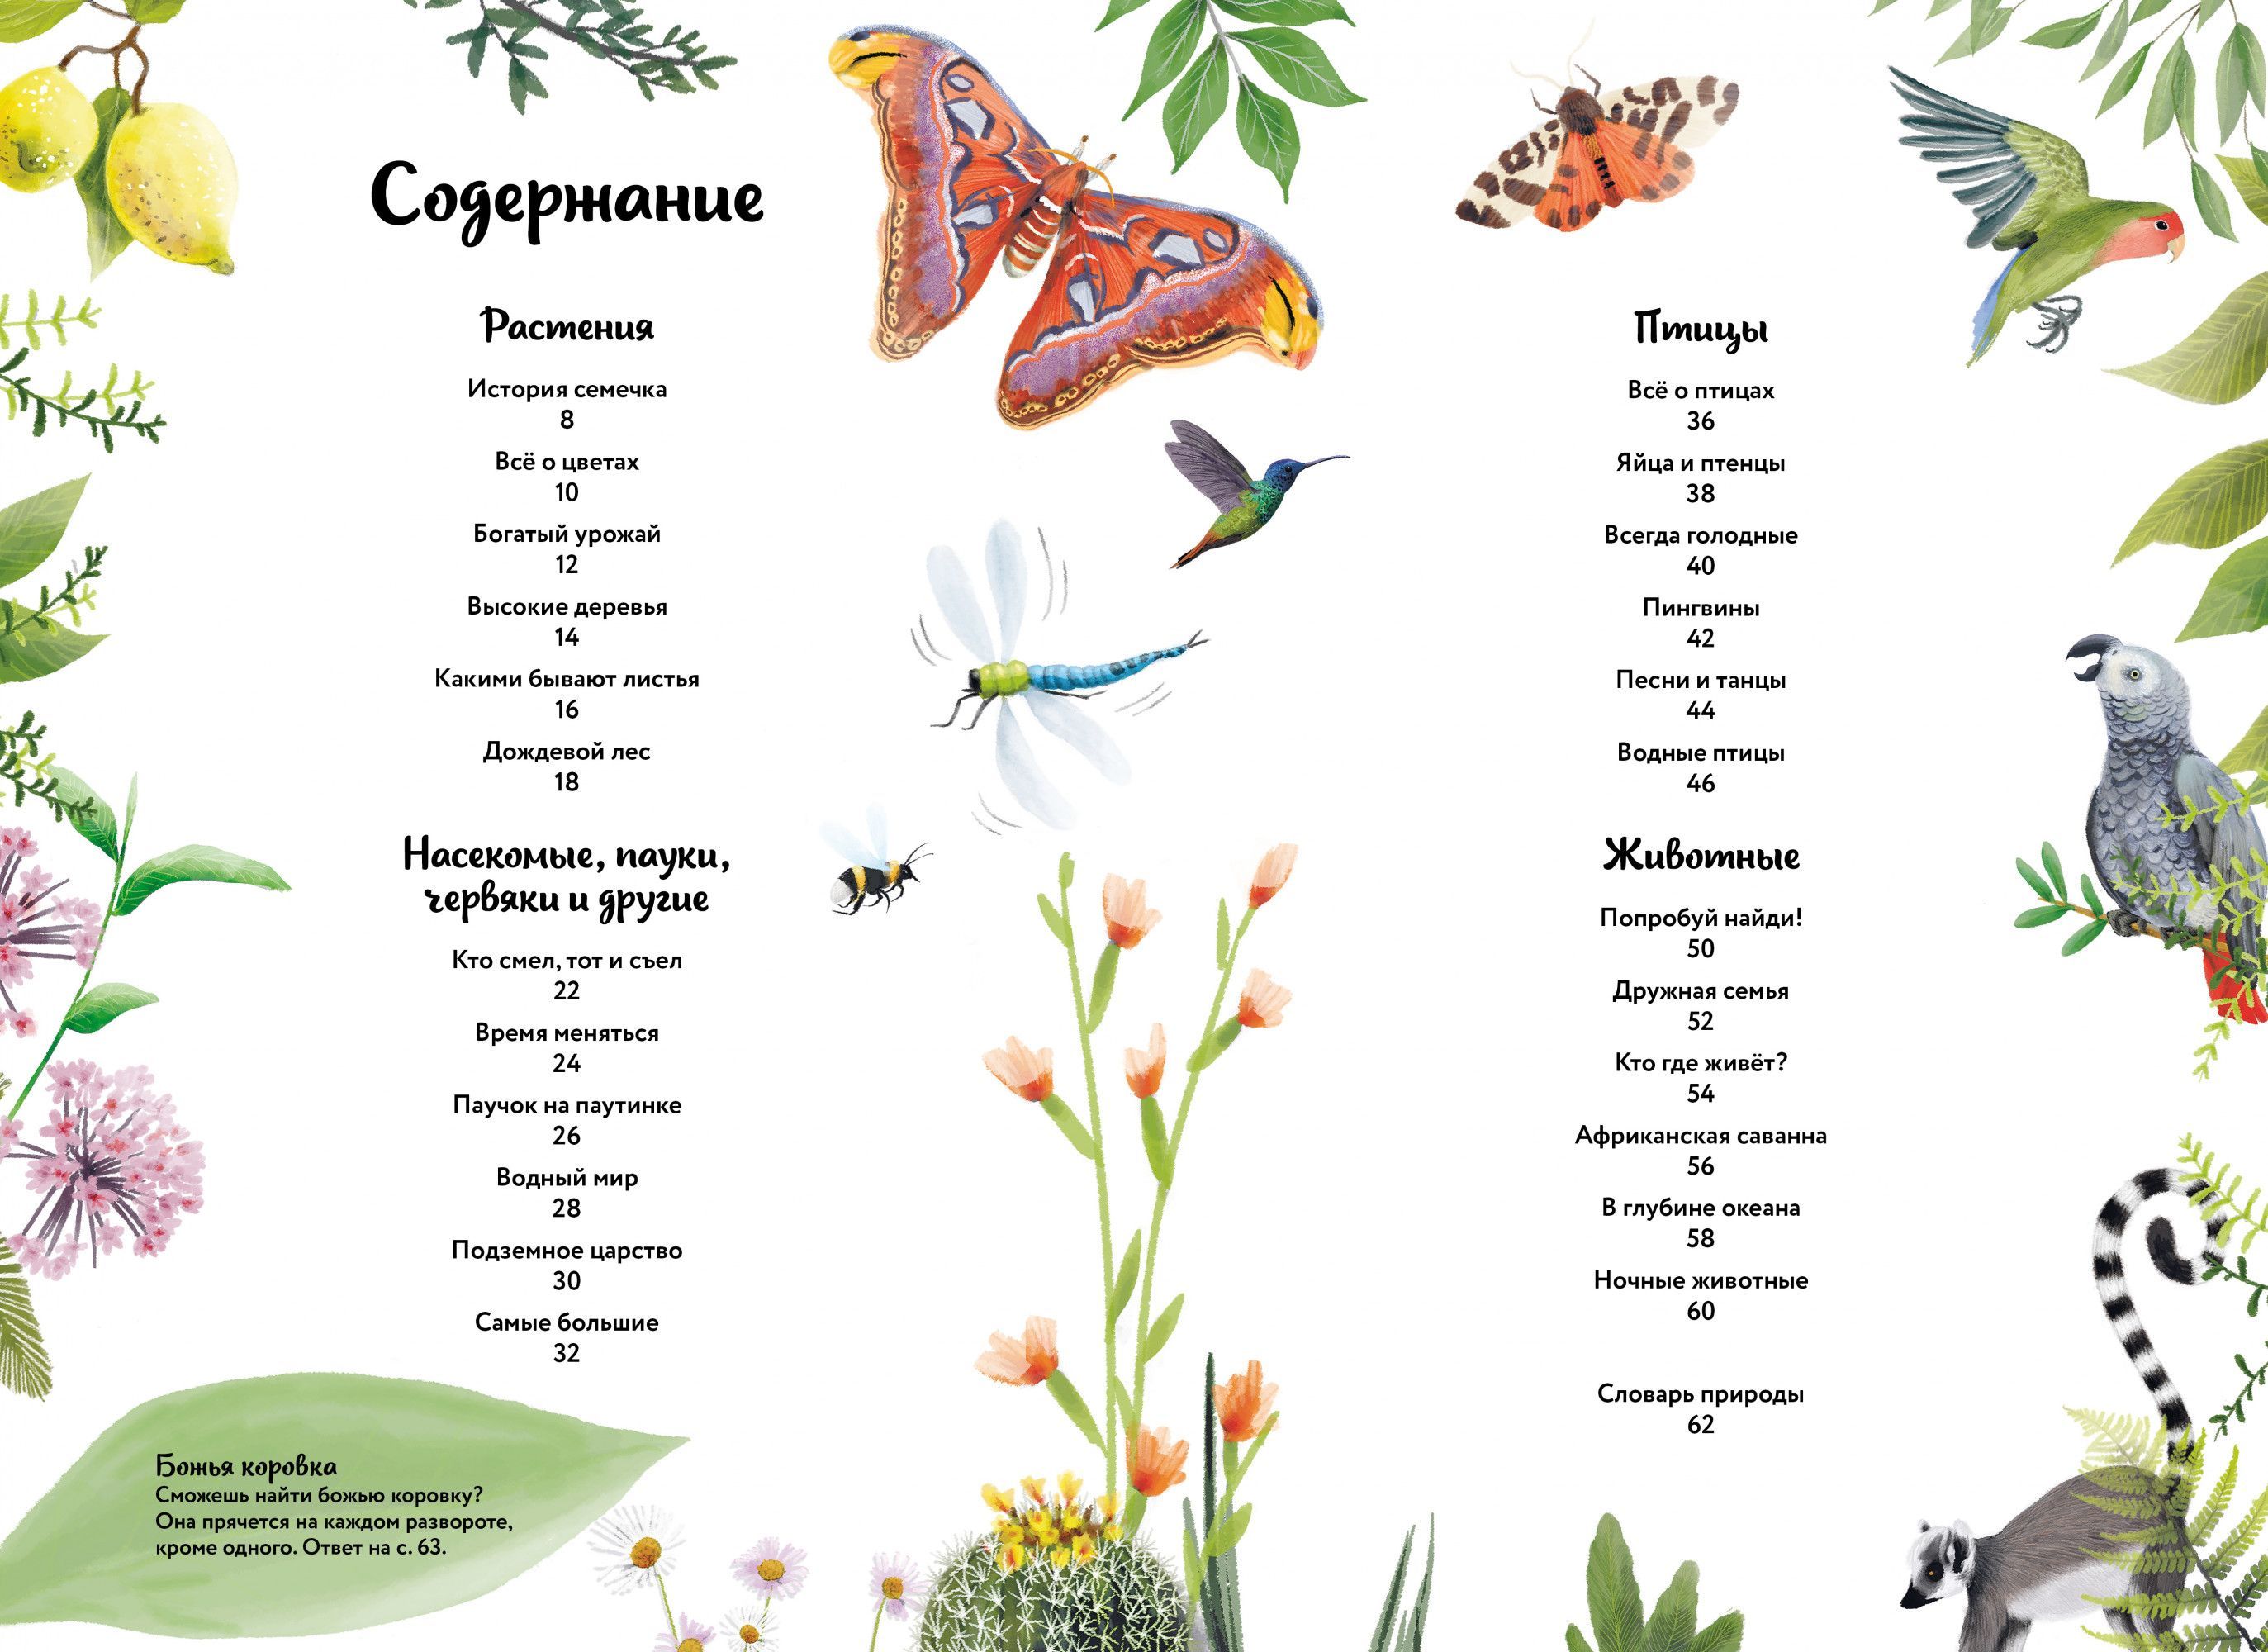 Содержание
Растения
История семечка
8
Всё о цветах
10
Богатый урожай
12
Высокие деревья
14
Какими бывают листья
16
Дождевой лес
18
Насекомые, пауки,
червяки и другие
Кто смел, тот и съел
22
Время меняться
24
Паучок на паутинке
26
Водный мир
28
Подземное царство
30
Самые большие
32
Божья коровка
Сможешь найти божью коровку?
Она прячется на каждом развороте,
кроме одного. Ответ на с. 63.
Птицы
Всё о птицах
36
Яйца и птенцы
38
Всегда голодные
40
Пингвины
42
Песни и танцы
44
Водные птицы
46
Животные
Попробуй найди!
50
Дружная семья
52
Кто где живёт?
54
Африканская саванна
56
В глубине океана
58
Ночные животные
60
Словарь природы
62